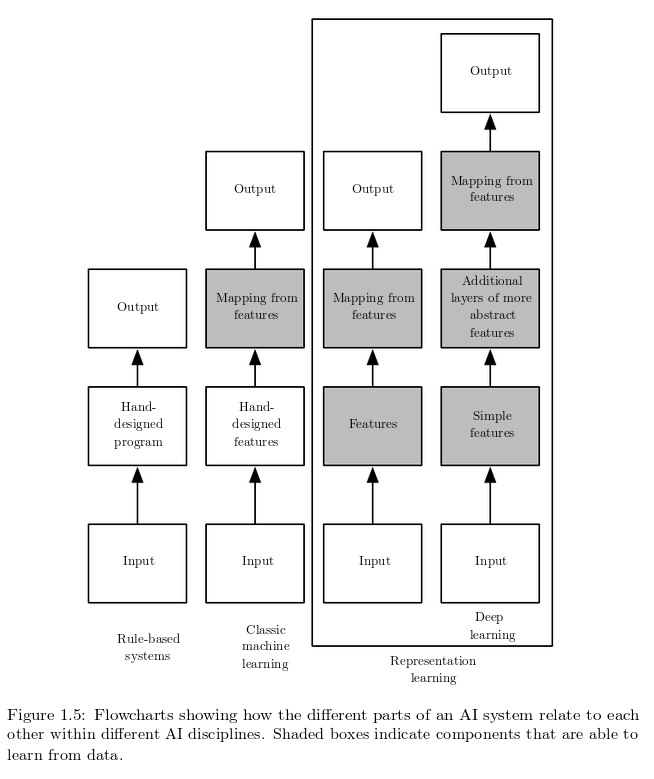 Output
Mapping from
features
Output
Output
Additional
layers of more
abstract
features
Mapping from
features
Mapping from
features
Output
Hand-
designed
program
Hand-
designed
features
Features
Simple
features
Input
Input
Input
Input
Rule-based
systems
Classic
machine
learning
Deep
learning
Representation
learning
Figure 1.5: Flowcharts showing how the different parts of an AI system relate to each
other within different AI disciplines. Shaded boxes indicate components that are able to
learn from data.